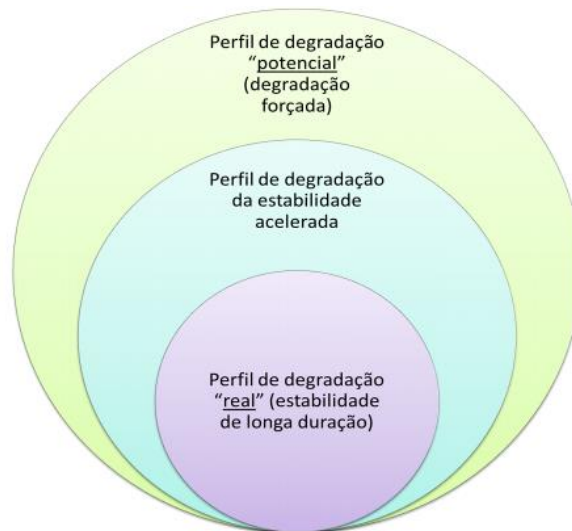 Perfil de degradação
“potencial”
(degradação
forçada)
Perfil de degradação
da estabilidade
acelerada
Perfil de degradação
“real” (estabilidade
de longa duração)